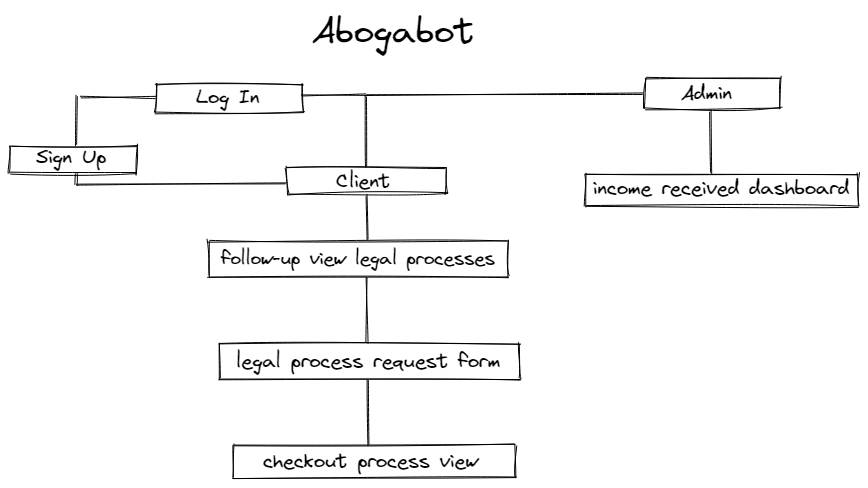 Abogabot
Log In
Admin
Sign Up
Client
income received dashboard
follow-up view legal processes
legal process request form
checkout process view